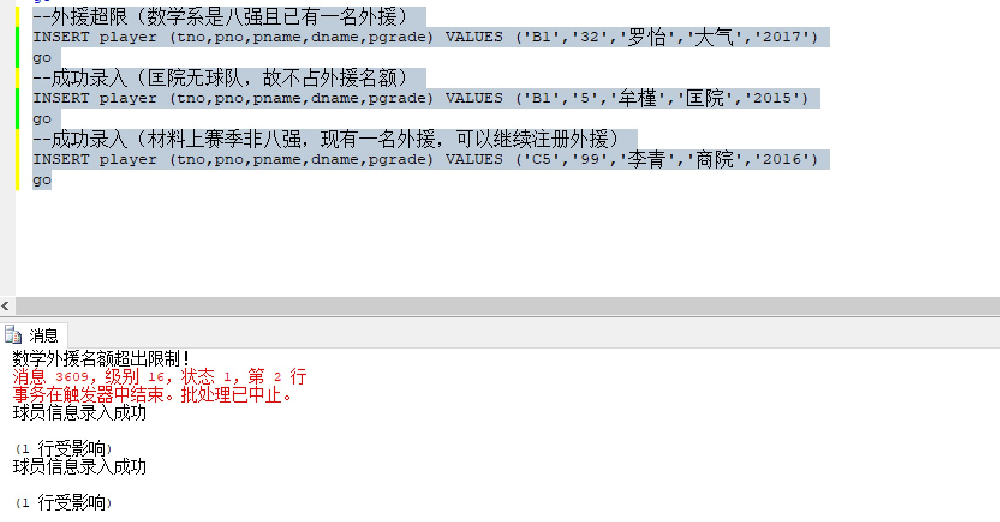 go
--外援超限（数学系是八强且已有一名外援）
INSERT player (tno,pno,pname,dname,pgrade) VALUES ('B1','32','罗怡','大气','2017')
go
--成功录入（匡院无球队，故不占外援名额）
INSERT player (tno,pno,pname,dname,pgrade) VALUES ('B1','5','牟槿','匡院','2015')
go
--成功录入（材料上赛季非八强，现有一名外援，可以继续注册外援）
INSERT player (tno,pno,pname,dname,pgrade) VALUES ('C5','99','李青','商院','2016')
go
消息
数学外援名额超出限制！
消息 3609，级别 16，状态 1，第 2 行
事务在触发器中结束。批处理已中止。
球员信息录入成功
(1 行受影响)
球员信息录入成功
(1 行受影响)